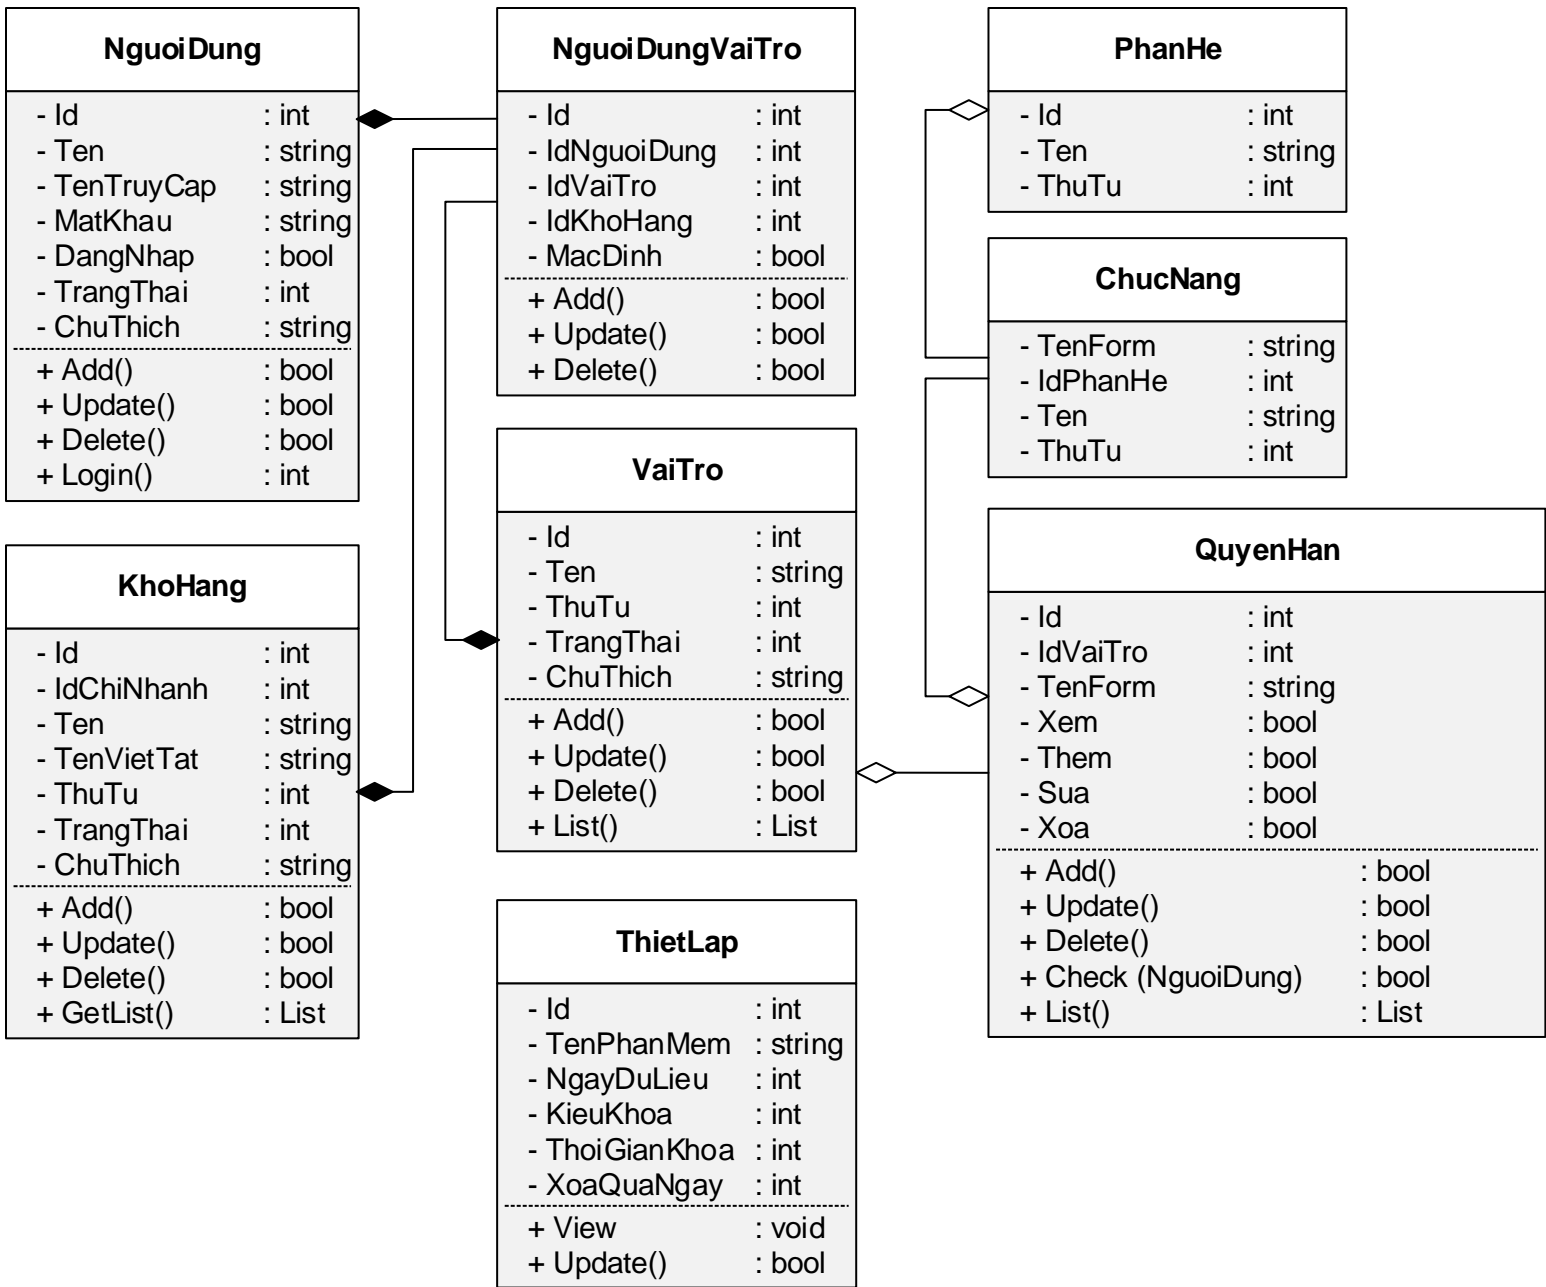 NguoiDung
- Id : int
- Ten : string
- TenTruyCap : string
- MatKhau : string
- DangNhap : bool
- TrangThai : int
- ChuThich : string
+ Add() : bool
+ Update() : bool
+ Delete() : bool
+ Login() : int
KhoHang
- Id : int
- IdChiNhanh : int
- Ten : string
- TenVietTat : string
- ThuTu : int
- TrangThai : int
- ChuThich : string
+ Add() : bool
+ Update() : bool
+ Delete() : bool
+ GetList() : List
NguoiDungVaiTro
- Id : int
- IdNguoiDung : int
- IdVaiTro : int
- IdKhoHang : int
- MacDinh : bool
+ Add() : bool
+ Update() : bool
+ Delete() : bool
VaiTro
- Id : int
- Ten : string
- ThuTu : int
- TrangThai : int
- ChuThich : string
+ Add() : bool
+ Update() : bool
+ Delete() : bool
+ List() : List
ThietLap
- Id : int
- TenPhanMem : string
- NgayDuLieu : int
- KieuKhoa : int
- ThoiGianKhoa : int
- XoaQuaNgay : int
+ View : void
+ Update() : bool
PhanHe
- Id : int
- Ten : string
- ThuTu : int
ChucNang
- TenForm : string
- IdPhanHe : int
- Ten : string
- ThuTu : int
QuyenHan
- Id : int
- IdVaiTro : int
- TenForm : string
- Xem : bool
- Them : bool
- Sua : bool
- Xoa : bool
+ Add() : bool
+ Update() : bool
+ Delete() : bool
+ Check (NguoiDung) : bool
+ List() : List